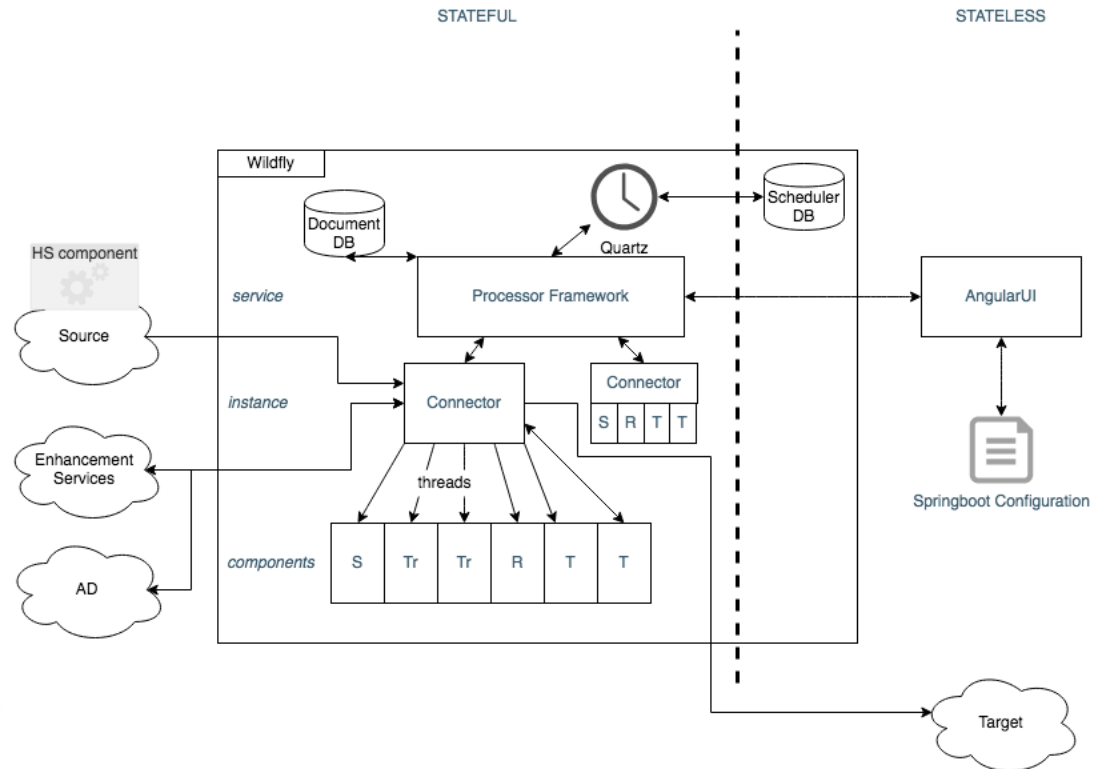 STATEFUL
STATELESS
Wildfly
Document
DB
Scheduler
DB
Quartz
HS component
Source
service
Processor Framework
AngularUI
instance
Connector
Connector
S R T T
Enhancement
Services
threads
Springboot Configuration
components
S Tr Tr R T T
AD
Target